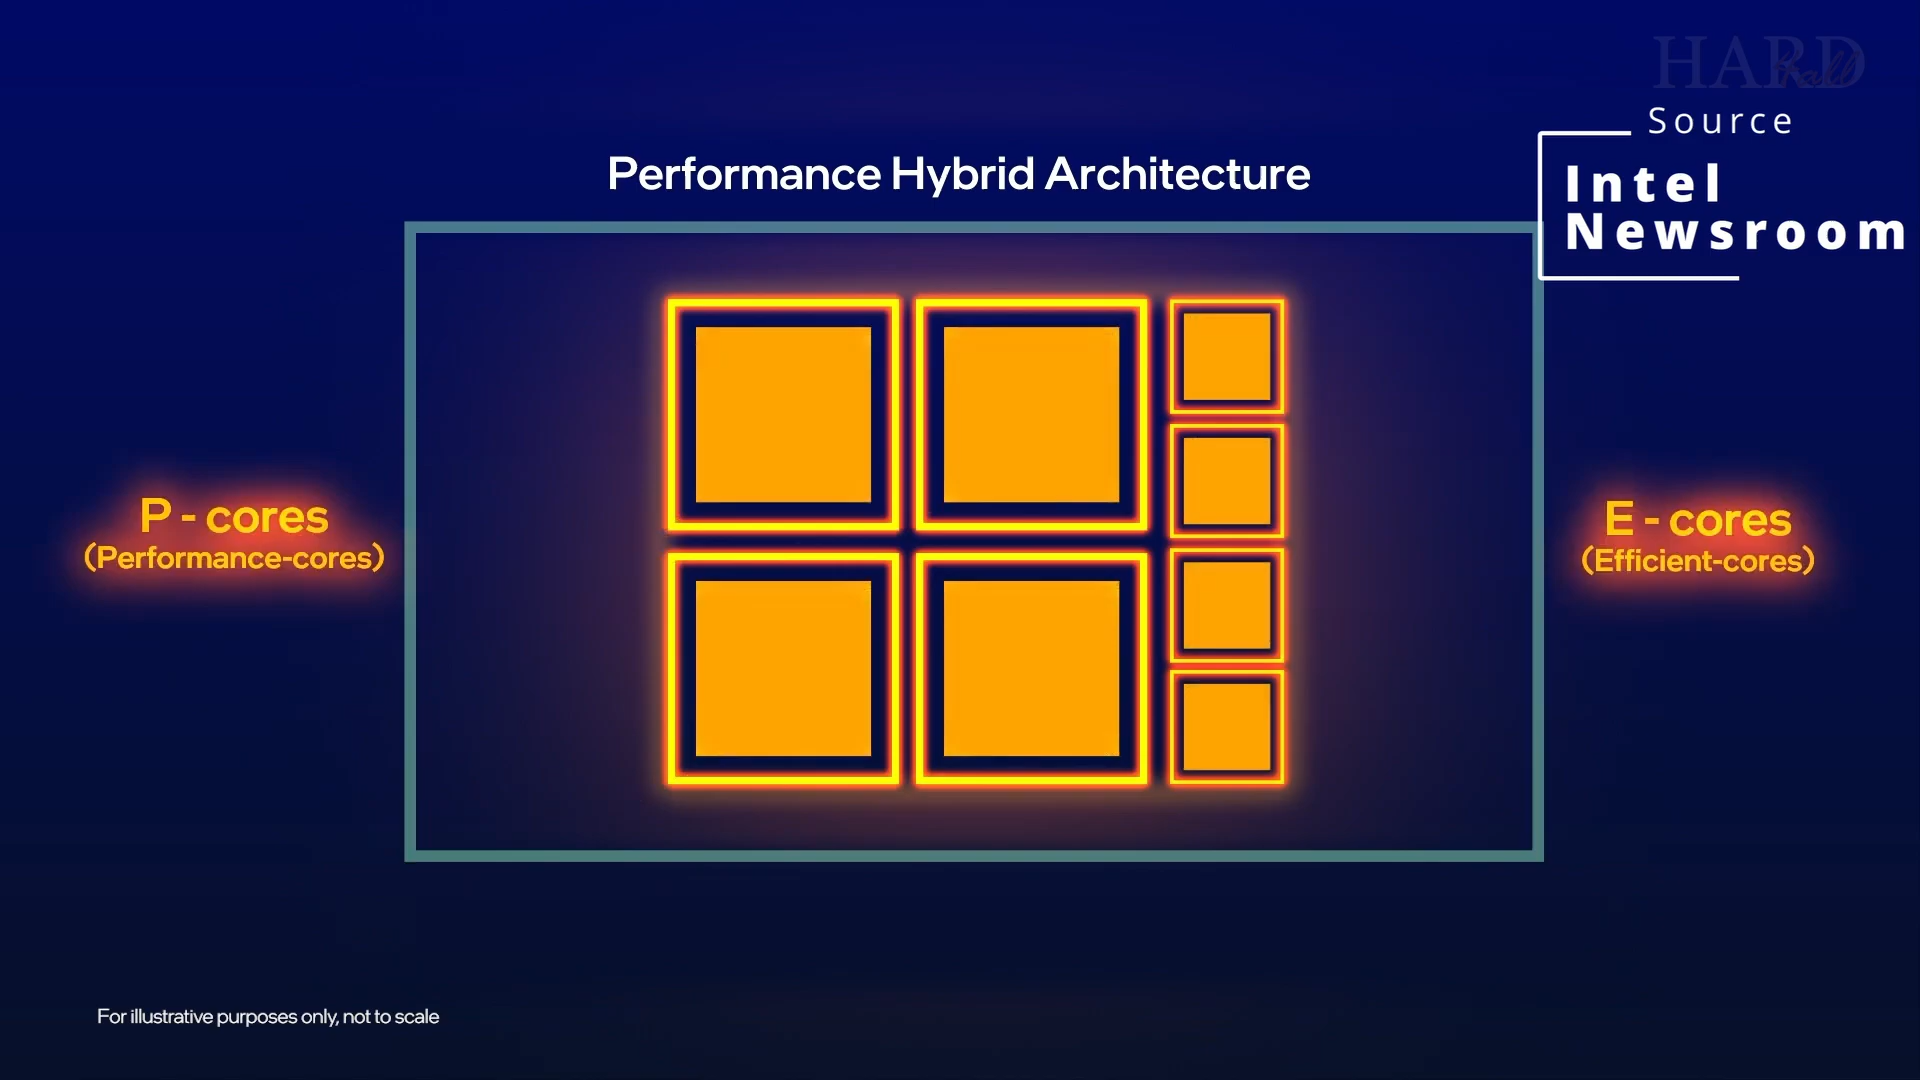 HARD
Source
Intel
Newsroom
Performance Hybrid Architecture
P - cores
(Performance-cores)
E - cores
(Efficient-cores)
For illustrative purposes only, not to scale